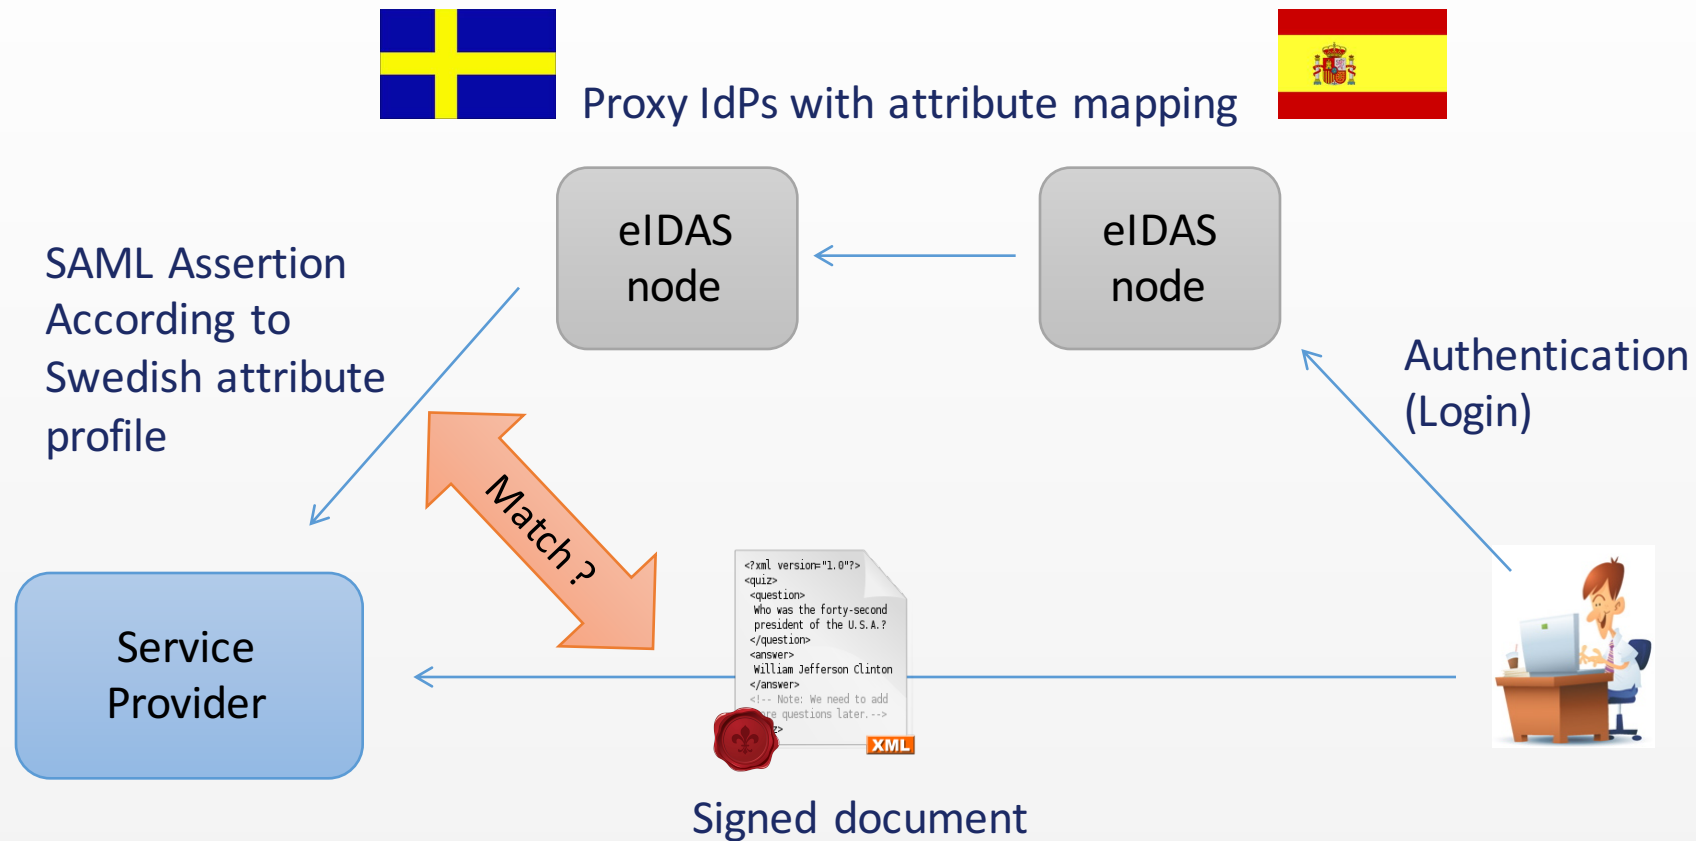 Proxy IdPs with attribute mapping
eIDAS
node
eIDAS
node
SAML Assertion
According to
Swedish attribute
profile
Authentication
(Login)
Match ?
Service
Provider
<?xml version="1.0"?>
<quiz>
<question>
Who was the forty-second
president of the U.S.A.?
</question>
<answer>
William Jefferson Clinton
</answer>
<!-- Note: We need to add
questions later.-->
XML
Signed document